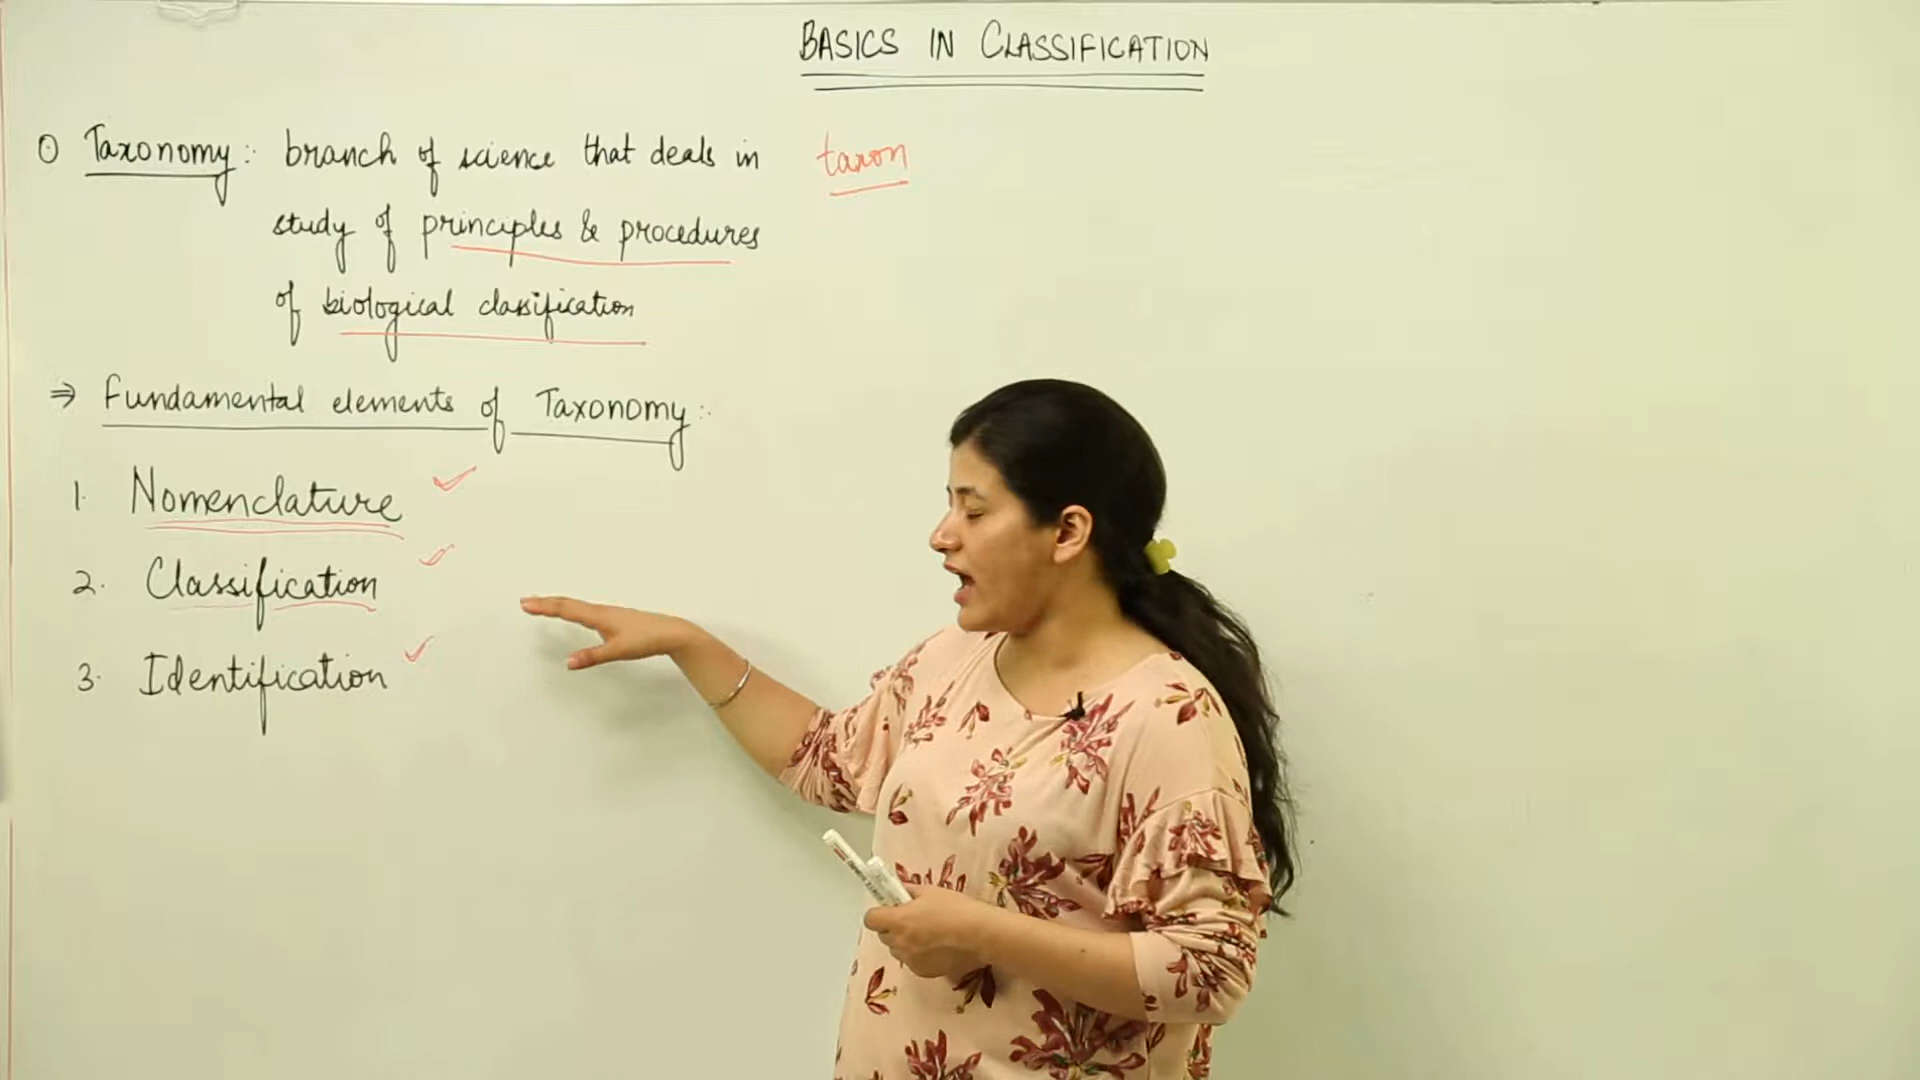 BASICS IN CLASSIFICATION
⊙ Taxonomy: branch of science that deals in taxon
study of principles & procedures
of biological classification
⇒ Fundamental elements of Taxonomy:
1. Nomenclature ✓
2. Classification ✓
3. Identification ✓